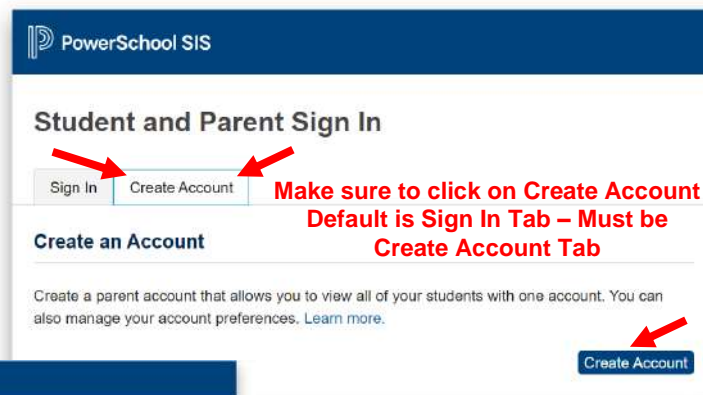 PowerSchool SIS
Student and Parent Sign In
Sign In Create Account
Make sure to click on Create Account
Default is Sign In Tab – Must be
Create Account Tab
Create an Account
Create a parent account that allows you to view all of your students with one account. You can
also manage your account preferences. Learn more.
Create Account